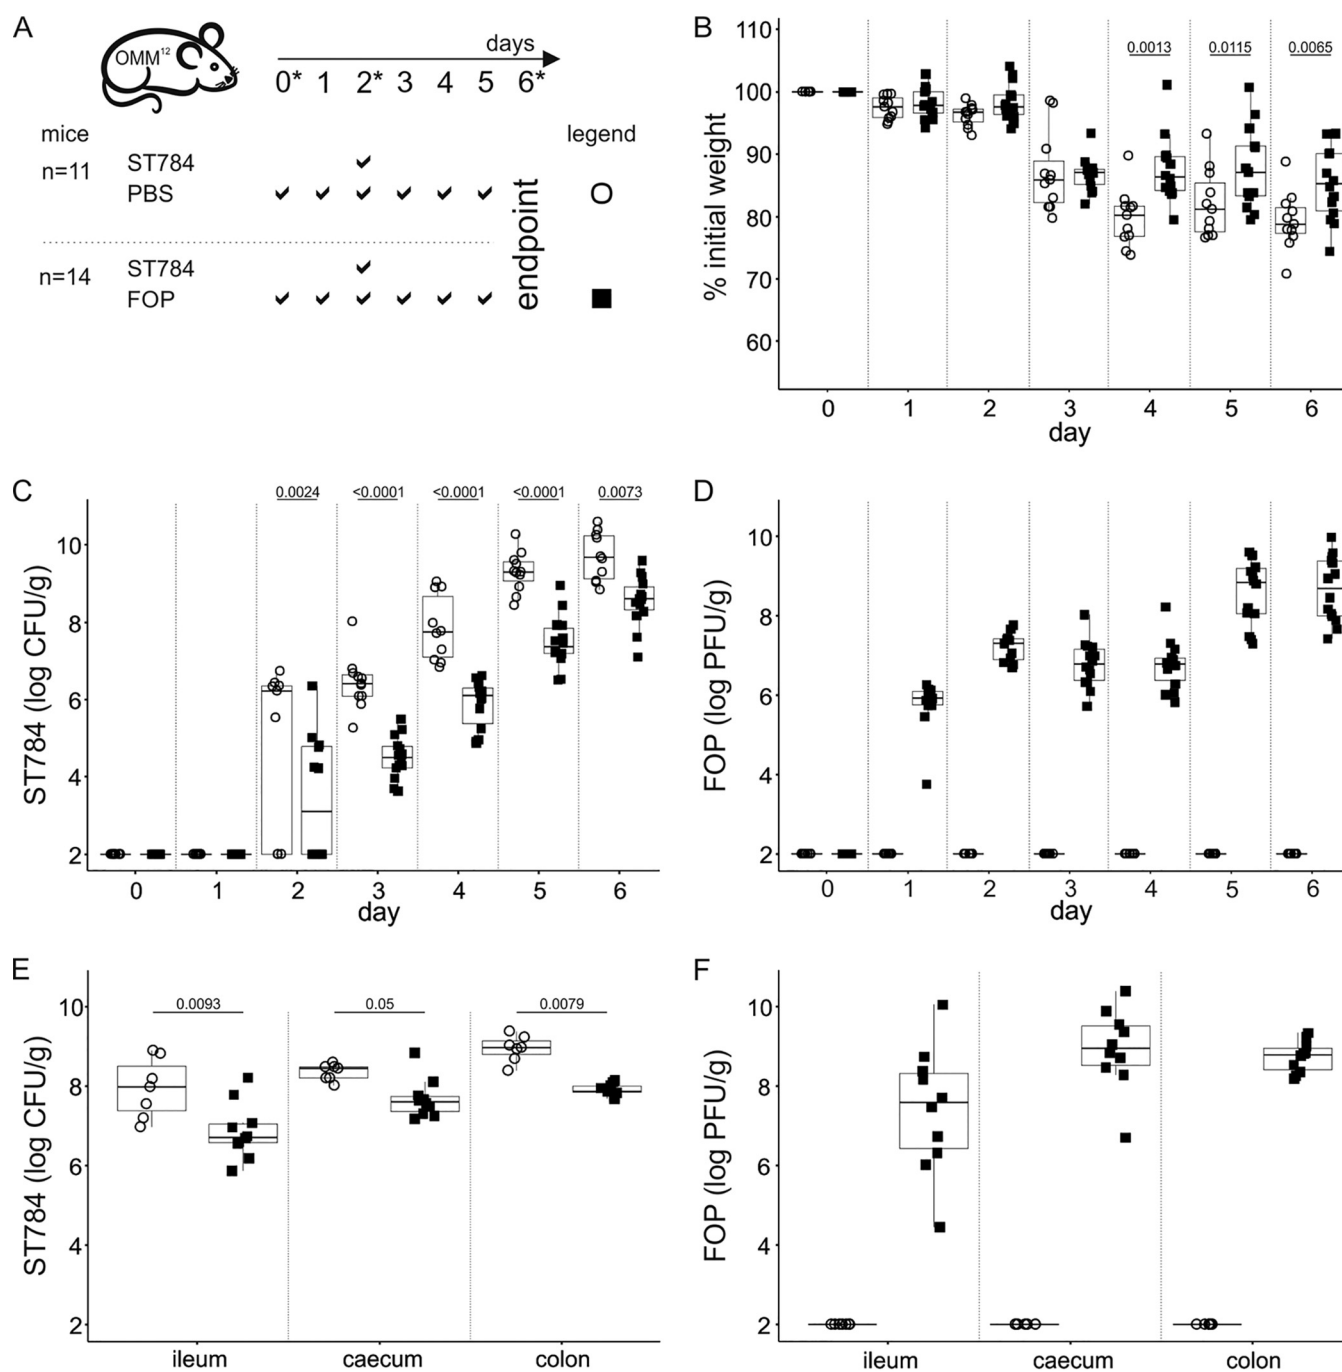 A
OMM12
days
0* 1 2* 3 4 5 6*
mice
legend
n=11
ST784
PBS
endpoint
n=14
ST784
FOP
B
% initial weight
110
100
90
80
70
60
0.0013
0.0115
0.0065
0 1 2 3 4 5 6
day
C
ST784 (log CFU/g)
10
8
6
4
2
0.0024
<0.0001
<0.0001
<0.0001
0.0073
0 1 2 3 4 5 6
day
D
FOP (log PFU/g)
10
8
6
4
2
0 1 2 3 4 5 6
day
E
ST784 (log CFU/g)
10
8
6
4
2
0.0093
0.05
0.0079
ileum caecum colon
F
FOP (log PFU/g)
10
8
6
4
2
ileum caecum colon